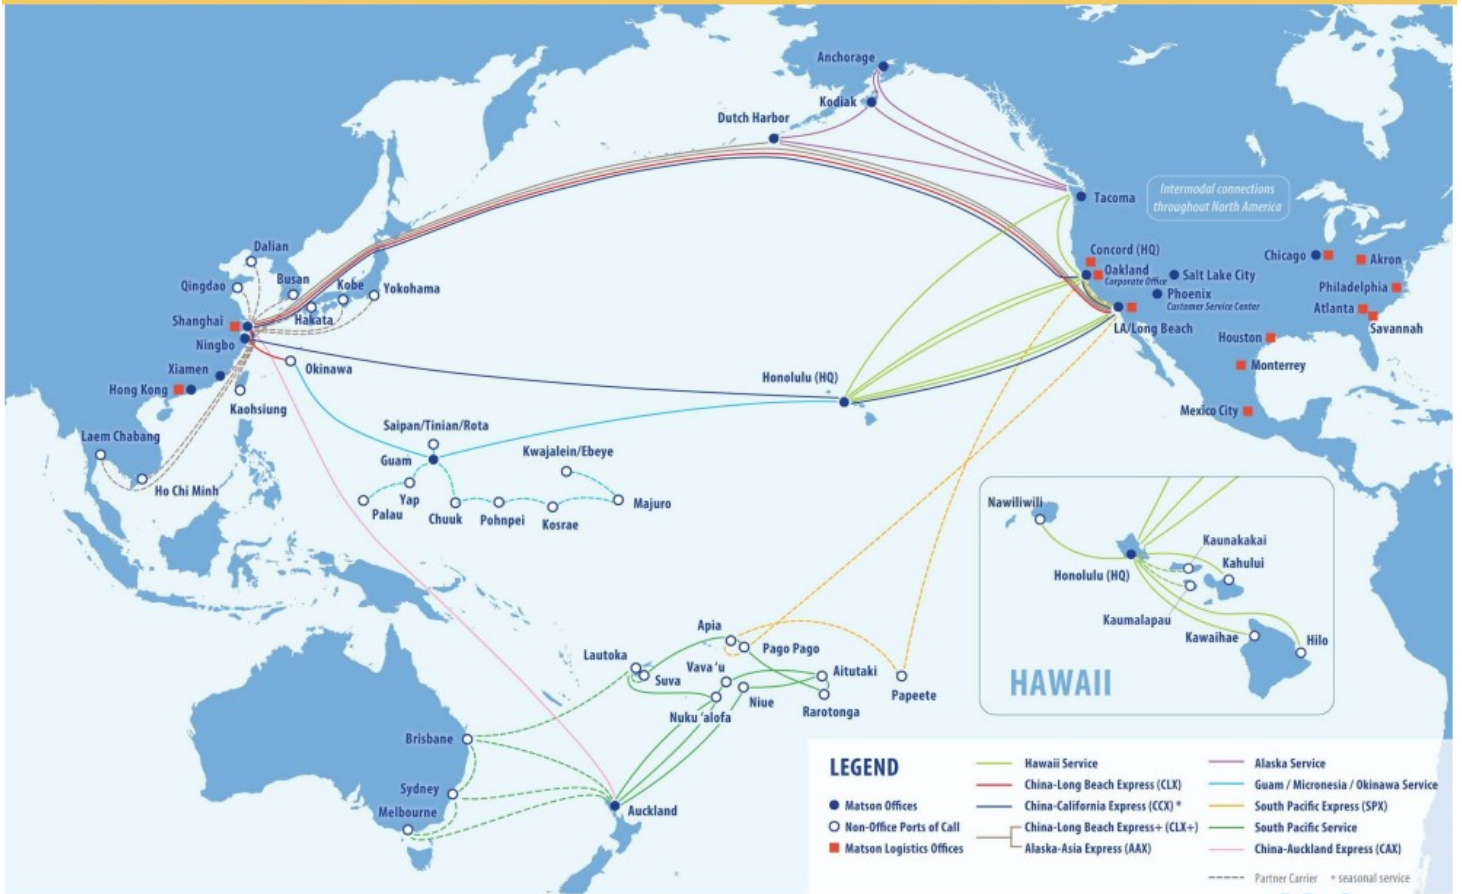 Anchorage
Kodiak
Dutch Harbor
Tacoma
Intermodal connections
throughout North America
Concord (HQ)
Oakland
Corporate Office
Salt Lake City
Phoenix
Customer Service Center
LA/Long Beach
Chicago
Akron
Philadelphia
Atlanta
Savannah
Houston
Monterrey
Mexico City
Dalian
Qingdao
Busan
Kobe
Yokohama
Shanghai
Hakata
Ningbo
Xiamen
Okinawa
Hong Kong
Kaohsiung
Laem Chabang
Ho Chi Minh
Honolulu (HQ)
Saipan/Tinian/Rota
Guam
Kwajalein/Ebeye
Yap
Palau
Chuuk
Pohnpei
Kosrae
Majuro
Nawiliwili
Kaunakakai
Honolulu (HQ)
Kahului
Kaumalapau
Kawaihae
Hilo
HAWAII
Apia
Pago Pago
Lautoka
Suva
Vava 'u
Aitutaki
Niue
Rarotonga
Papeete
Nuku 'alofa
Brisbane
Sydney
Melbourne
Auckland
LEGEND
Matson Offices
Non-Office Ports of Call
Matson Logistics Offices
Hawaii Service
China-Long Beach Express (CLX)
China-California Express (CCX) *
China-Long Beach Express+ (CLX+)
Alaska-Asia Express (AAX)
Alaska Service
Guam / Micronesia / Okinawa Service
South Pacific Express (SPX)
South Pacific Service
China-Auckland Express (CAX)
Partner Carier * seasonal service